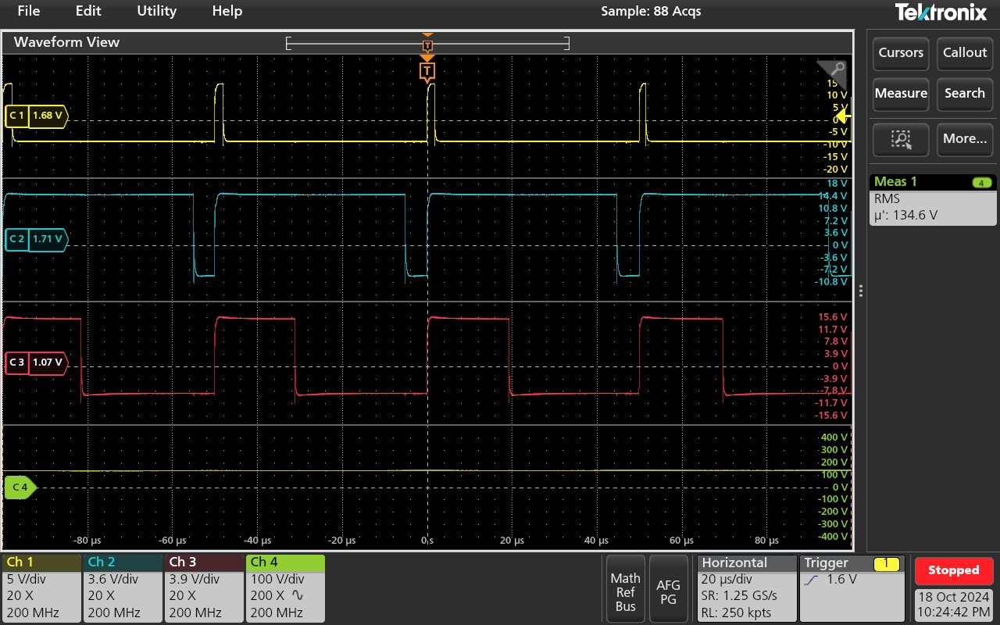 File Edit Utility Help Sample: 88 Acqs Tektronix
Waveform View
T
T
Cursors Callout
Measure Search
More...
Meas 1 4
RMS
µ': 134.6 V
C 1 1.68 V
15
10 V
5 V
0
-5 V
-10 V
-15 V
-20 V
C 2 1.71 V
18 V
14.4 V
10.8 V
7.2 V
3.6 V
0 V
-3.6 V
-7.2 V
-10.8 V
C 3 1.07 V
15.6 V
11.7 V
7.8 V
3.9 V
0 V
-3.9 V
-7.8 V
-11.7 V
-15.6 V
C 4
400 V
300 V
200 V
100 V
0 V
-100 V
-200 V
-300 V
-400 V
-80 µs -60 µs -40 µs -20 µs 0 s 20 µs 40 µs 60 µs 80 µs
Ch 1
5 V/div
20 X
200 MHz
Ch 2
3.6 V/div
20 X
200 MHz
Ch 3
3.9 V/div
20 X
200 MHz
Ch 4
100 V/div
200 X
200 MHz
Math
Ref
Bus
AFG
PG
Horizontal
20 µs/div
SR: 1.25 GS/s
RL: 250 kpts
Trigger 1
1.6 V
Stopped
18 Oct 2024
10:24:42 PM